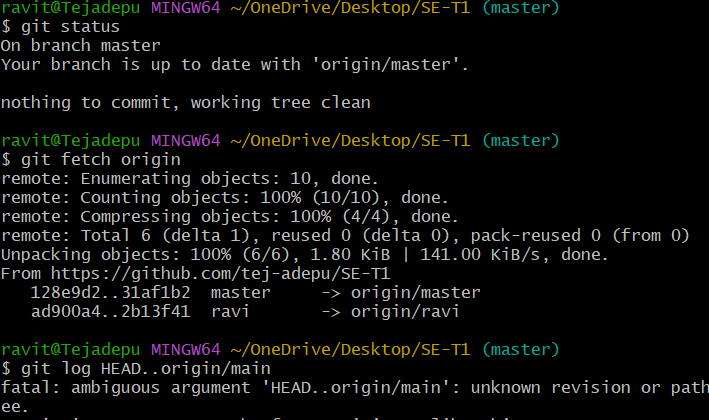 ravit@Tejadepu MINGW64 ~/OneDrive/Desktop/SE-T1 (master)
$ git status
On branch master
Your branch is up to date with 'origin/master'.
nothing to commit, working tree clean
ravit@Tejadepu MINGW64 ~/OneDrive/Desktop/SE-T1 (master)
$ git fetch origin
remote: Enumerating objects: 10, done.
remote: Counting objects: 100% (10/10), done.
remote: Compressing objects: 100% (4/4), done.
remote: Total 6 (delta 1), reused 0 (delta 0), pack-reused 0 (from 0)
Unpacking objects: 100% (6/6), 1.80 KiB | 141.00 KiB/s, done.
From https://github.com/tej-adepu/SE-T1
   128e9d2..31af1b2  master     -> origin/master
   ad900a4..2b13f41  ravi       -> origin/ravi
ravit@Tejadepu MINGW64 ~/OneDrive/Desktop/SE-T1 (master)
$ git log HEAD..origin/main
fatal: ambiguous argument 'HEAD..origin/main': unknown revision or path
ee.